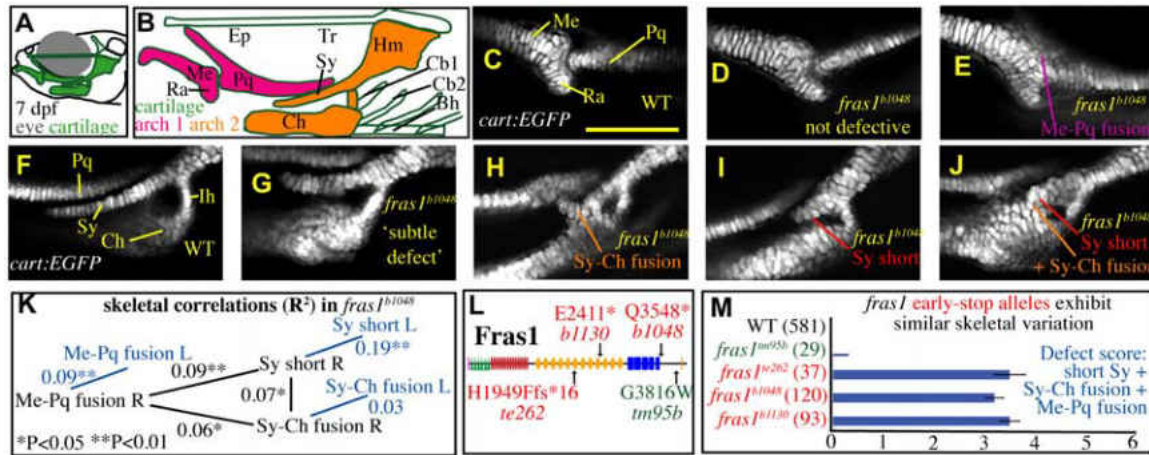 A
7 dpf
eye cartilage
B
Ep
Tr
Hm
Me
Pq
Sy
Cb1
Ra
Cb2
Bh
cartilage
arch 1 arch 2
Ch
C
Me
Pq
Ra
WT
cart:EGFP
D
fras1b1048
not defective
E
fras1b1048
Me-Pq fusion
F
Pq
Ih
Sy
Ch
WT
cart:EGFP
G
fras1b1048
'subtle
defect'
H
fras1b1048
Sy-Ch fusion
I
fras1b1048
Sy short
J
fras1b1048
Sy short
+ Sy-Ch fusion
K skeletal correlations (R²) in fras1b1048
Sy short L
Me-Pq fusion L
0.19**
0.09** 0.09** Sy short R
Sy-Ch fusion L
Me-Pq fusion R 0.07*
0.03
0.06* Sy-Ch fusion R
*P<0.05 **P<0.01
L
E2411* Q3548*
Fras1 b1130 b1048
H1949Ffs*16 G3816W
te262 tm95b
M fras1 early-stop alleles exhibit
similar skeletal variation
WT (581)
fras1tm95b (29)
fras1te262 (37)
fras1b1048 (120)
fras1b1130 (93)
Defect score:
short Sy +
Sy-Ch fusion +
Me-Pq fusion
0 1 2 3 4 5 6